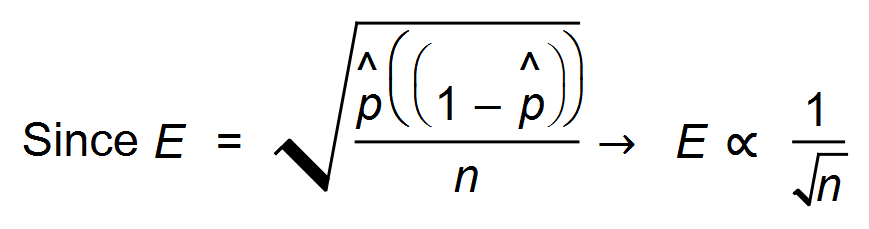 Since E = √(p̂((1 − p̂))/n) → E ∝ 1/√n